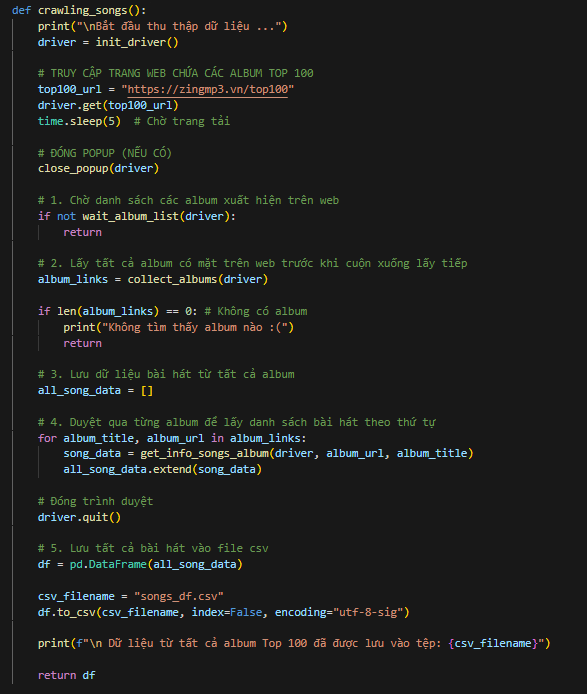 def crawling_songs():
    print("\nBắt đầu thu thập dữ liệu ...")
    driver = init_driver()
    # TRUY CẬP TRANG WEB CHỨA CÁC ALBUM TOP 100
    top100_url = "https://zingmp3.vn/top100"
    driver.get(top100_url)
    time.sleep(5)  # Chờ trang tải
    # ĐÓNG POPUP (NẾU CÓ)
    close_popup(driver)
    # 1. Chờ danh sách các album xuất hiện trên web
    if not wait_album_list(driver):
        return
    # 2. Lấy tất cả album có mặt trên web trước khi cuộn xuống lấy tiếp
    album_links = collect_albums(driver)
    if len(album_links) == 0: # Không có album
        print("Không tìm thấy album nào :(")
        return
    # 3. Lưu dữ liệu bài hát từ tất cả album
    all_song_data = []
    # 4. Duyệt qua từng album để lấy danh sách bài hát theo thứ tự
    for album_title, album_url in album_links:
        song_data = get_info_songs_album(driver, album_url, album_title)
        all_song_data.extend(song_data)
    # Đóng trình duyệt
    driver.quit()
    # 5. Lưu tất cả bài hát vào file csv
    df = pd.DataFrame(all_song_data)
    csv_filename = "songs_df.csv"
    df.to_csv(csv_filename, index=False, encoding="utf-8-sig")
    print(f"\n Dữ liệu từ tất cả album Top 100 đã được lưu vào tệp: {csv_filename}")
    return df